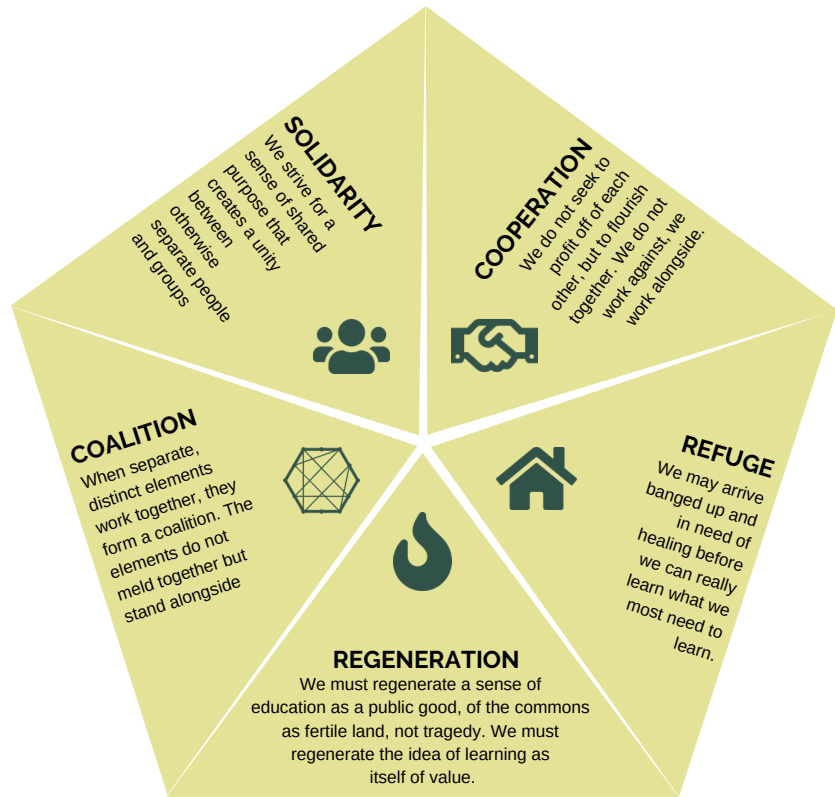 SOLIDARITY
We strive for a
sense of shared
purpose that
creates a unity
between
otherwise
separate people
and groups
COOPERATION
We do not seek to
profit off of each
other, but to flourish
together. We do not
work against, we
work alongside.
COALITION
When separate,
distinct elements
work together, they
form a coalition. The
elements do not
meld together but
stand alongside
REFUGE
We may arrive
banged up and
in need of
healing before
we can really
learn what we
most need to
learn.
REGENERATION
We must regenerate a sense of
education as a public good, of the commons
as fertile land, not tragedy. We must
regenerate the idea of learning as
itself of value.